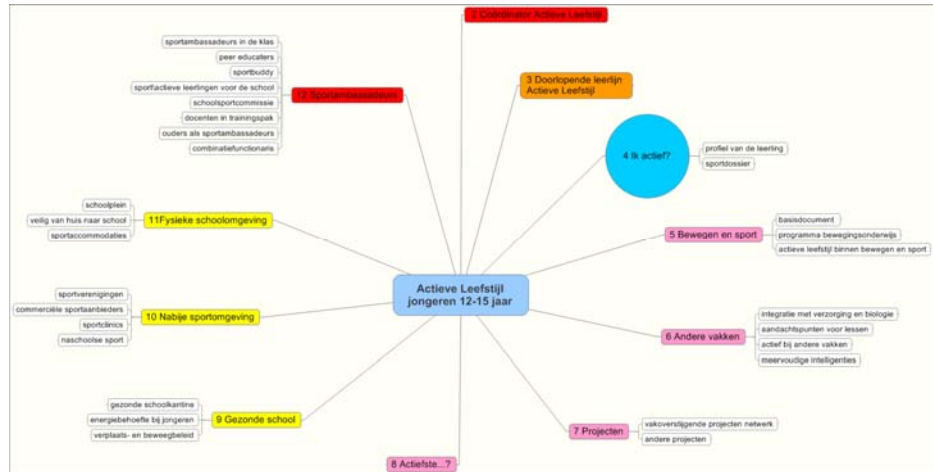 2 Coördinator Actieve Leefstijl
3 Doorlopende leerlijn
Actieve Leefstijl
4 Ik actief?
profiel van de leerling
sportdossier
5 Bewegen en sport
basisdocument
programma bewegingsonderwijs
actieve leefstijl binnen bewegen en sport
6 Andere vakken
integratie met verzorging en biologie
aandachtspunten voor lessen
actief bij andere vakken
meervoudige intelligenties
7 Projecten
vakoverstijgende projecten netwerk
andere projecten
8 Actiefste...?
9 Gezonde school
gezonde schoolkantine
energiebehoefte bij jongeren
verplaats- en beweegbeleid
10 Nabije sportomgeving
sportverenigingen
commerciële sportaanbieders
sportclinics
naschoolse sport
11Fysieke schoolomgeving
schoolplein
veilig van huis naar school
sportaccommodaties
12 Sportambassadeurs
sportambassadeurs in de klas
peer educaters
sportbuddy
sport\actieve leerlingen voor de school
schoolsportcommissie
docenten in trainingspak
ouders als sportambassadeurs
combinatiefunctionaris
Actieve Leefstijl
jongeren 12-15 jaar